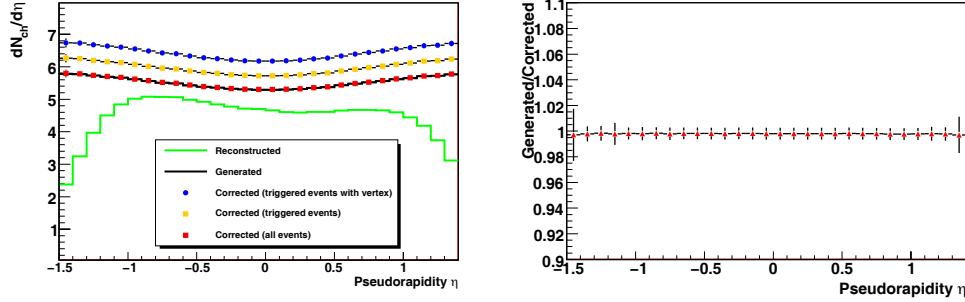 dN_ch/dη
7
6
5
4
3
2
1
Reconstructed
Generated
Corrected (triggered events with vertex)
Corrected (triggered events)
Corrected (all events)
−1.5 −1 −0.5 0 0.5 1
Pseudorapidity η
Generated/Corrected
1.1
1.08
1.06
1.04
1.02
1
0.98
0.96
0.94
0.92
0.9
−1.5 −1 −0.5 0 0.5 1
Pseudorapidity η